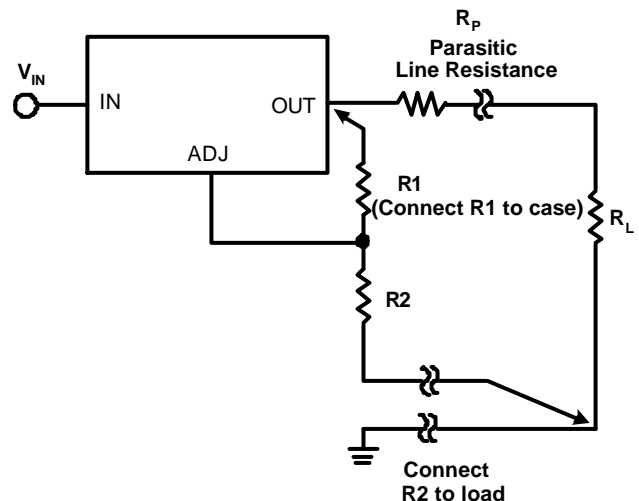 R_P
Parasitic
Line Resistance
V_IN
IN
OUT
ADJ
R1
(Connect R1 to case)
R_L
R2
Connect
R2 to load